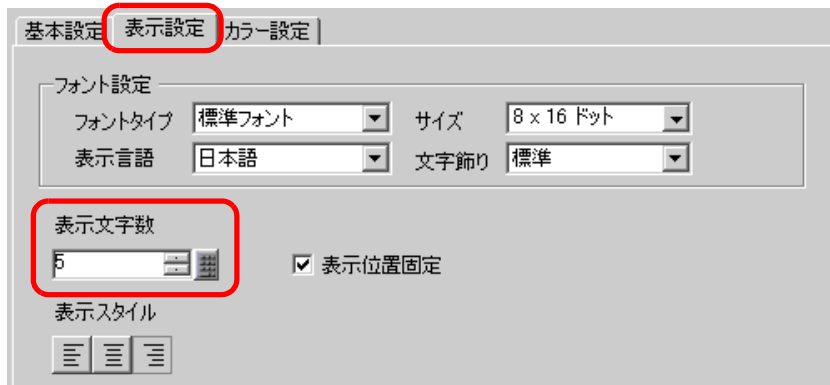 基本設定 表示設定 カラー設定
フォント設定
フォントタイプ 標準フォント サイズ 8 x 16 ドット
表示言語 日本語 文字飾り 標準
表示文字数
5 表示位置固定
表示スタイル